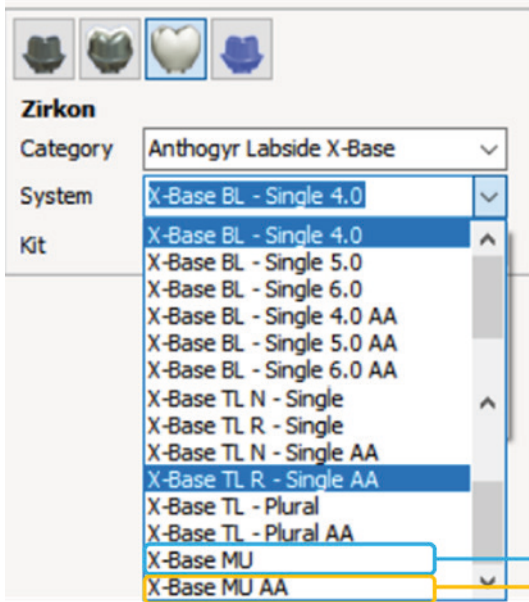 Zirkon
Category Anthogyr Labside X-Base
System X-Base BL - Single 4.0
Kit
X-Base BL - Single 4.0
X-Base BL - Single 5.0
X-Base BL - Single 6.0
X-Base BL - Single 4.0 AA
X-Base BL - Single 5.0 AA
X-Base BL - Single 6.0 AA
X-Base TL N - Single
X-Base TL R - Single
X-Base TL N - Single AA
X-Base TL R - Single AA
X-Base TL - Plural
X-Base TL - Plural AA
X-Base MU
X-Base MU AA